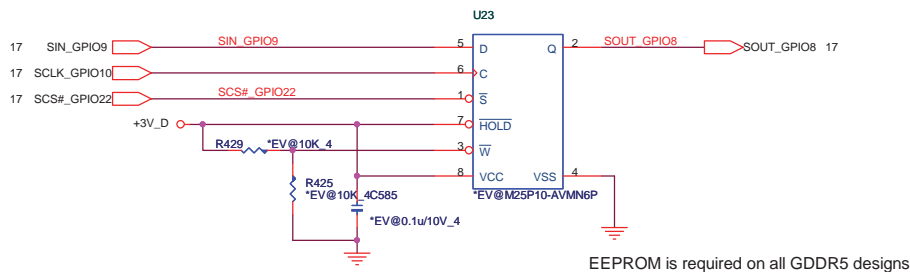 U23
17 SIN_GPIO9 SIN_GPIO9 5 D Q 2 SOUT_GPIO8 SOUT_GPIO8 17
17 SCLK_GPIO10 6 C
17 SCS#_GPIO22 SCS#_GPIO22 1 S
+3V_D 7 HOLD
R429 *EV@10K_4 3 W
8 VCC VSS 4
R425
*EV@10K_4 C585 *EV@M25P10-AVMN6P
*EV@0.1u/10V_4
EEPROM is required on all GDDR5 designs